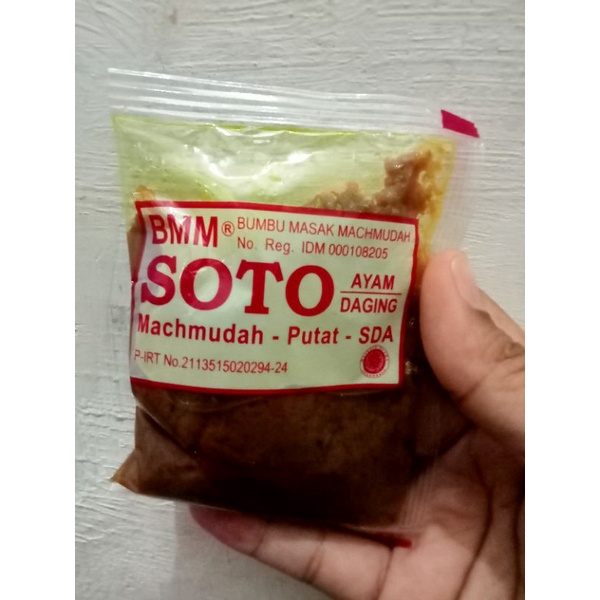 BMM® BUMBU MASAK MACHMUDAH
No. Reg. IDM 000108205
SOTO AYAM
DAGING
Machmudah - Putat - SDA
P-IRT No.2113515020294-24